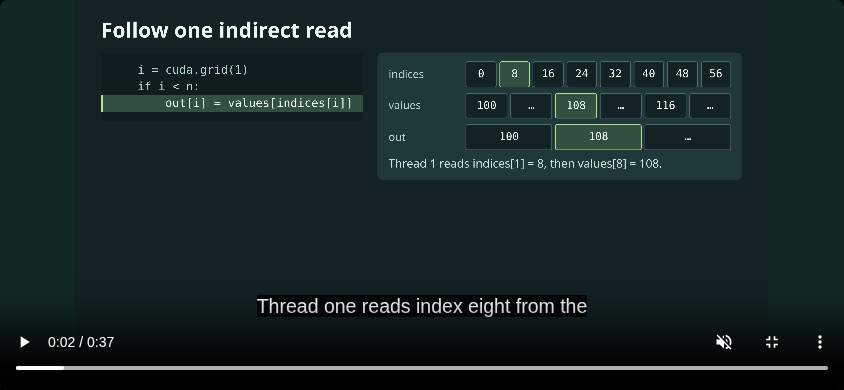 Follow one indirect read
i = cuda.grid(1)
if i < n:
out[i] = values[indices[i]]
indices 0 8 16 24 32 40 48 56
values 100 … 108 … 116 …
out 100 108 …
Thread 1 reads indices[1] = 8, then values[8] = 108.
Thread one reads index eight from the
0:02 / 0:37